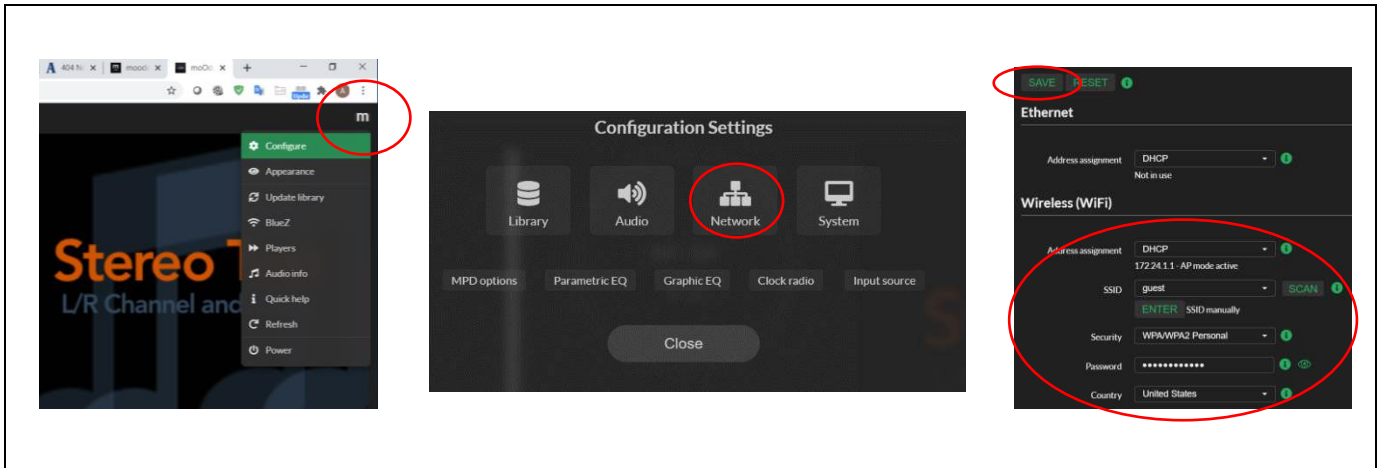 404 No
moodo
moOde
m
Configure
Appearance
Update library
BlueZ
Players
Audio info
Quick help
Refresh
Power
Stereo T
L/R Channel and
Configuration Settings
Library Audio Network System
MPD options Parametric EQ Graphic EQ Clock radio Input source
Close
S
SAVE RESET
Ethernet
Address assignment DHCP
Not in use
Wireless (WiFi)
Address assignment DHCP
172.24.1.1 - AP mode active
SSID guest SCAN
ENTER SSID manually
Security WPA/WPA2 Personal
Password ••••••••••••
Country United States